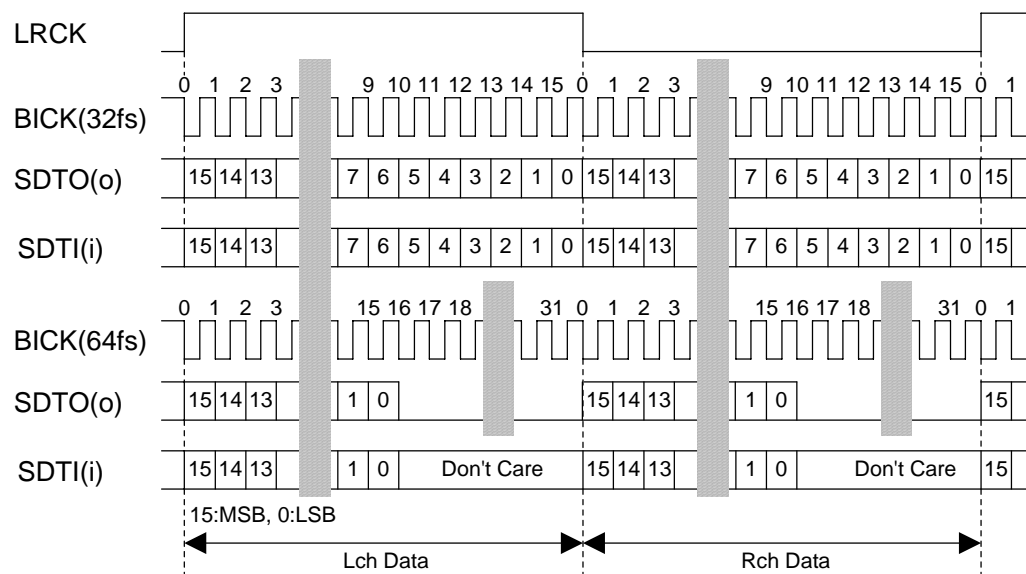 LRCK
0 1 2 3 9 10 11 12 13 14 15 0 1 2 3 9 10 11 12 13 14 15 0 1
BICK(32fs)
SDTO(o) 15 14 13 7 6 5 4 3 2 1 0 15 14 13 7 6 5 4 3 2 1 0 15
SDTI(i) 15 14 13 7 6 5 4 3 2 1 0 15 14 13 7 6 5 4 3 2 1 0 15
0 1 2 3 15 16 17 18 31 0 1 2 3 15 16 17 18 31 0 1
BICK(64fs)
SDTO(o) 15 14 13 1 0 15 14 13 1 0 15
SDTI(i) 15 14 13 1 0 Don't Care 15 14 13 1 0 Don't Care 15
15:MSB, 0:LSB
Lch Data Rch Data